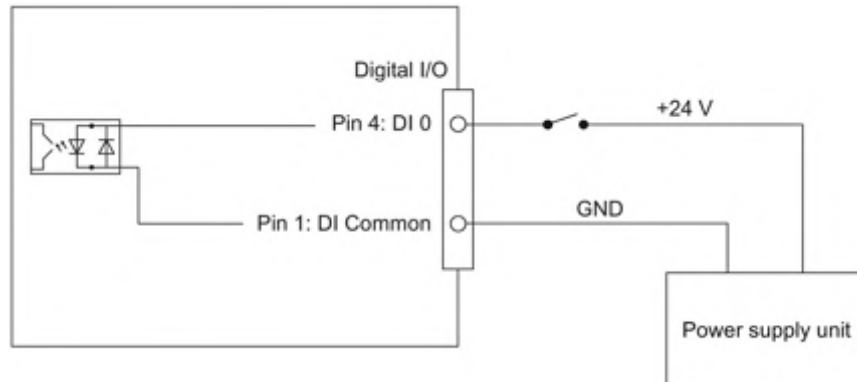 Digital I/O
Pin 4: DI 0
+24 V
Pin 1: DI Common
GND
Power supply unit